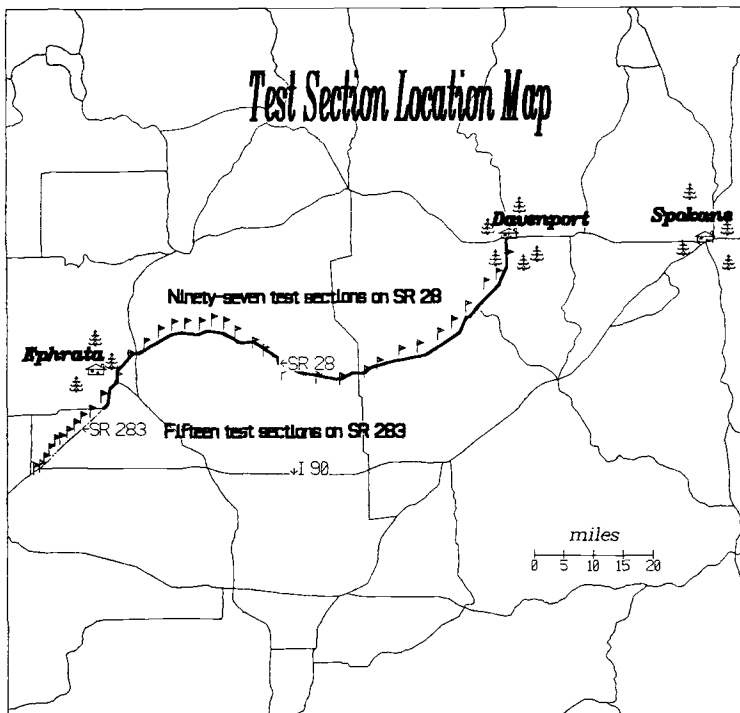 Test Section Location Map
Davenport
Spokane
Ninety-seven test sections on SR 28
Ephrata
←SR 28
Fifteen test sections on SR 283
←SR 283
↓I 90
miles
0 5 10 15 20